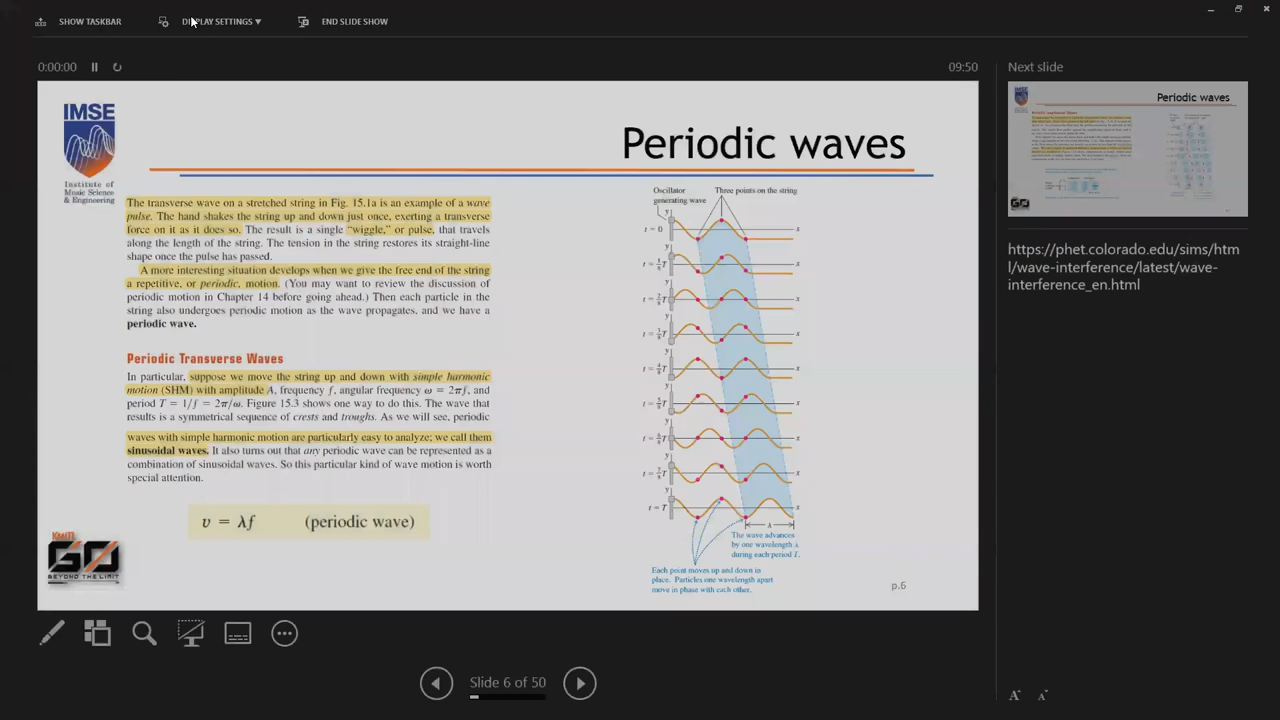 SHOW TASKBAR
DISPLAY SETTINGS ▼
END SLIDE SHOW
0:00:00
09:50
Next slide
IMSE
Institute of
Music Science
& Engineering
Periodic waves
The transverse wave on a stretched string in Fig. 15.1a is an example of a wave
pulse. The hand shakes the string up and down just once, exerting a transverse
force on it as it does so. The result is a single “wiggle,” or pulse, that travels
along the length of the string. The tension in the string restores its straight-line
shape once the pulse has passed.
A more interesting situation develops when we give the free end of the string
a repetitive, or periodic, motion. (You may want to review the discussion of
periodic motion in Chapter 14 before going ahead.) Then each particle in the
string also undergoes periodic motion as the wave propagates, and we have a
periodic wave.
Periodic Transverse Waves
In particular, suppose we move the string up and down with simple harmonic
motion (SHM) with amplitude A, frequency f, angular frequency ω = 2πf, and
period T = 1/f = 2π/ω. Figure 15.3 shows one way to do this. The wave that
results is a symmetrical sequence of crests and troughs. As we will see, periodic
waves with simple harmonic motion are particularly easy to analyze; we call them
sinusoidal waves. It also turns out that any periodic wave can be represented as a
combination of sinusoidal waves. So this particular kind of wave motion is worth
special attention.
v = λf (periodic wave)
KMITL
GO
BEYOND THE LIMIT
Oscillator
generating wave
Three points on the string
y
t = 0
x
y
t = 1/8 T
x
y
t = 2/8 T
x
y
t = 3/8 T
x
y
t = 4/8 T
x
y
t = 5/8 T
x
y
t = 6/8 T
x
y
t = 7/8 T
x
y
t = T
x
λ
The wave advances
by one wavelength λ
during each period T.
Each point moves up and down in
place. Particles one wavelength apart
move in phase with each other.
p.6
Periodic waves
https://phet.colorado.edu/sims/htm
l/wave-interference/latest/wave-
interference_en.html
Slide 6 of 50
A
A